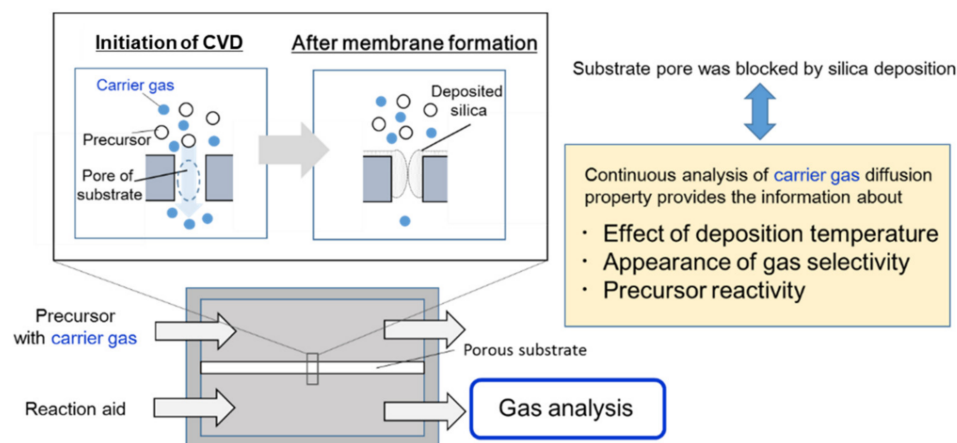 Initiation of CVD
After membrane formation
Carrier gas
Precursor
Pore of
substrate
Deposited
silica
Substrate pore was blocked by silica deposition
Continuous analysis of carrier gas diffusion
property provides the information about
・ Effect of deposition temperature
・ Appearance of gas selectivity
・ Precursor reactivity
Precursor
with carrier gas
Porous substrate
Reaction aid
Gas analysis